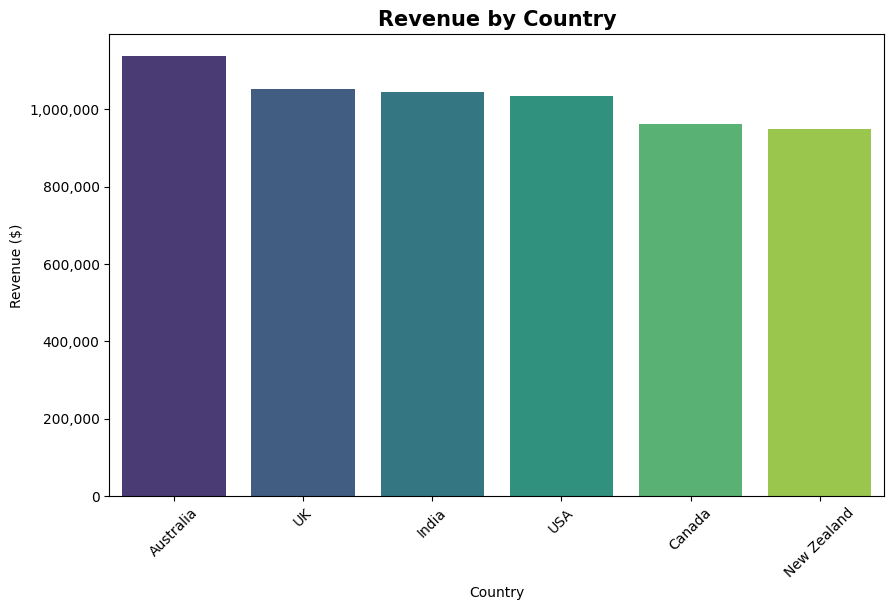 Revenue by Country
Revenue ($)
1,000,000
800,000
600,000
400,000
200,000
0
Australia
UK
India
USA
Canada
New Zealand
Country